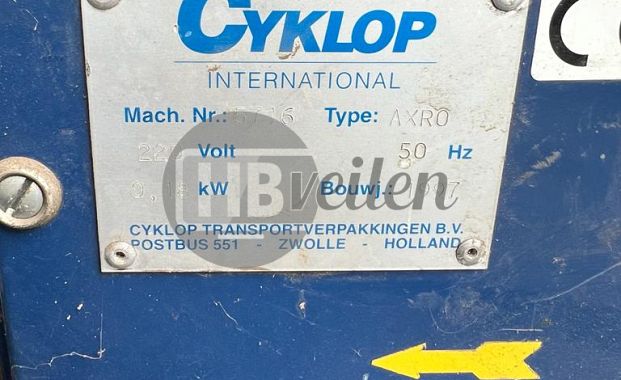 CYKLOP
INTERNATIONAL
Mach. Nr.: Type: AXRO
Volt 50 Hz
kW Bouwj.:
HBveilen
CYKLOP TRANSPORTVERPAKKINGEN B.V.
POSTBUS 551 - ZWOLLE - HOLLAND